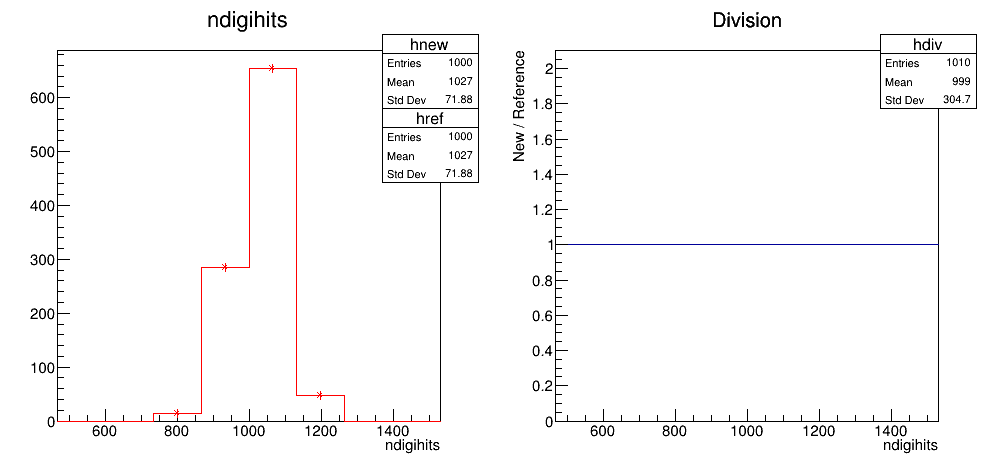 ndigihits
hnew
Entries 1000
Mean 1027
Std Dev 71.88
href
Entries 1000
Mean 1027
Std Dev 71.88
600
500
400
300
200
100
0
600 800 1000 1200 1400
ndigihits
Division
hdiv
Entries 1010
Mean 999
Std Dev 304.7
New / Reference
2
1.8
1.6
1.4
1.2
1
0.8
0.6
0.4
0.2
0
600 800 1000 1200 1400
ndigihits